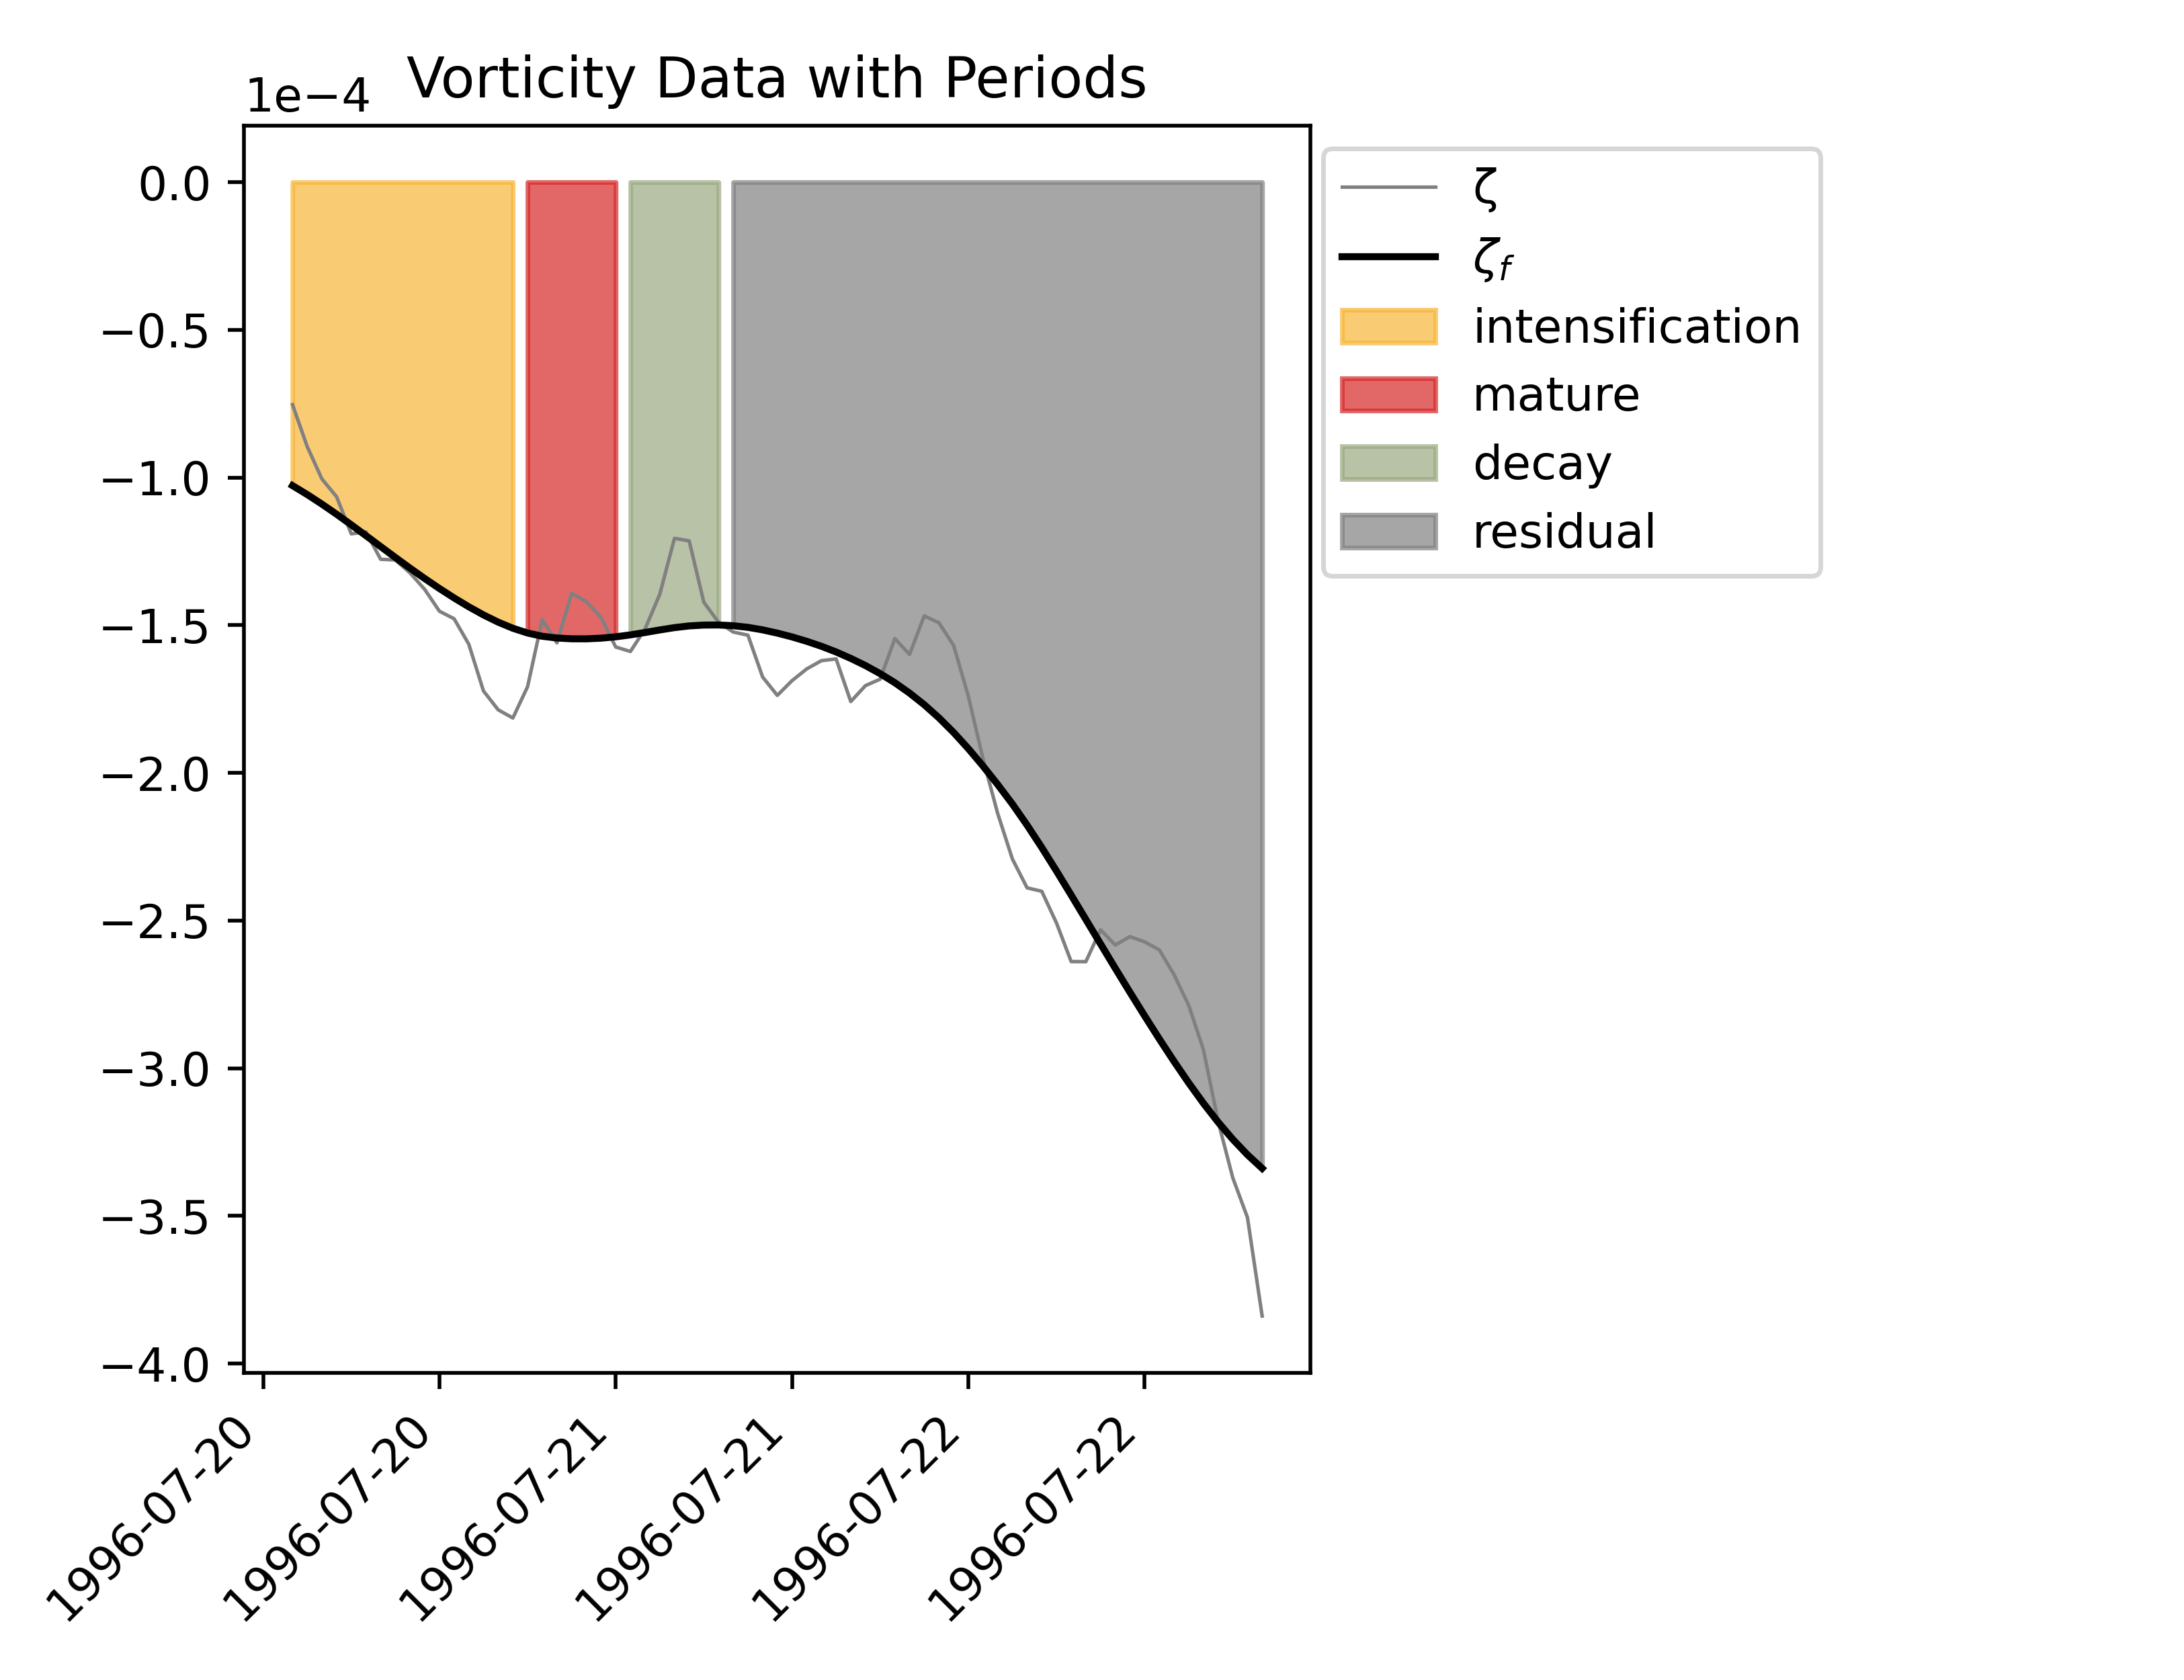 Vorticity Data with Periods
1e−4
0.0
−0.5
−1.0
−1.5
−2.0
−2.5
−3.0
−3.5
−4.0
1996-07-20
1996-07-20
1996-07-21
1996-07-21
1996-07-22
1996-07-22
ζ
ζf
intensification
mature
decay
residual